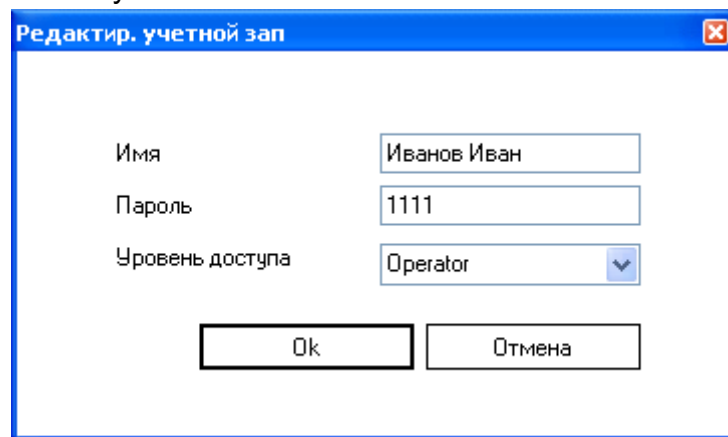 Редактир. учетной зап
Имя Иванов Иван
Пароль 1111
Уровень доступа Operator
Ok Отмена